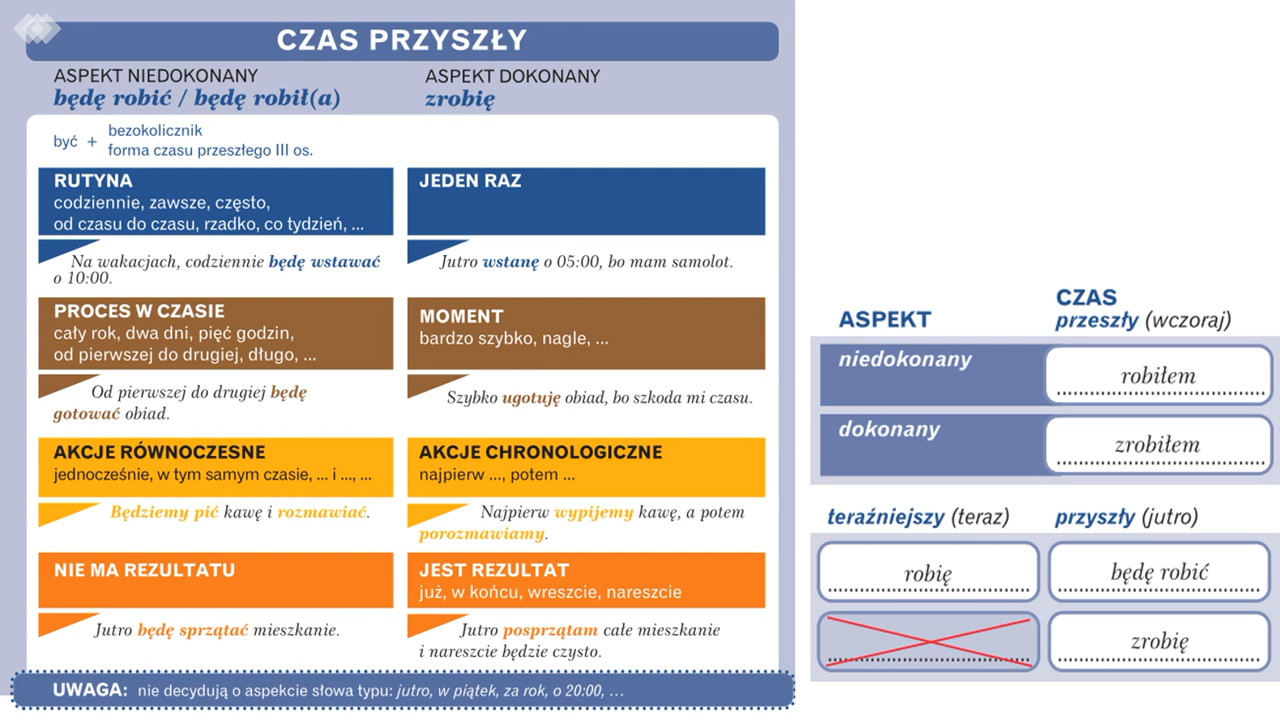 CZAS PRZYSZŁY
ASPEKT NIEDOKONANY
będę robić / będę robił(a)
ASPEKT DOKONANY
zrobię
być + bezokolicznik
forma czasu przeszłego III os.
RUTYNA
codziennie, zawsze, często,
od czasu do czasu, rzadko, co tydzień, ...
JEDEN RAZ
Na wakacjach, codziennie będę wstawać
o 10:00.
Jutro wstanę o 05:00, bo mam samolot.
PROCES W CZASIE
cały rok, dwa dni, pięć godzin,
od pierwszej do drugiej, długo, ...
MOMENT
bardzo szybko, nagle, ...
Od pierwszej do drugiej będę
gotować obiad.
Szybko ugotuję obiad, bo szkoda mi czasu.
AKCJE RÓWNOCZESNE
jednocześnie, w tym samym czasie, ... i ..., ...
AKCJE CHRONOLOGICZNE
najpierw ..., potem ...
Będziemy pić kawę i rozmawiać.
Najpierw wypijemy kawę, a potem
porozmawiamy.
NIE MA REZULTATU
JEST REZULTAT
już, w końcu, wreszcie, nareszcie
Jutro będę sprzątać mieszkanie.
Jutro posprzątam całe mieszkanie
i nareszcie będzie czysto.
UWAGA: nie decydują o aspekcie słowa typu: jutro, w piątek, za rok, o 20:00, ...
ASPEKT
CZAS
przeszły (wczoraj)
niedokonany
robiłem
dokonany
zrobiłem
teraźniejszy (teraz)
przyszły (jutro)
robię
będę robić
zrobię